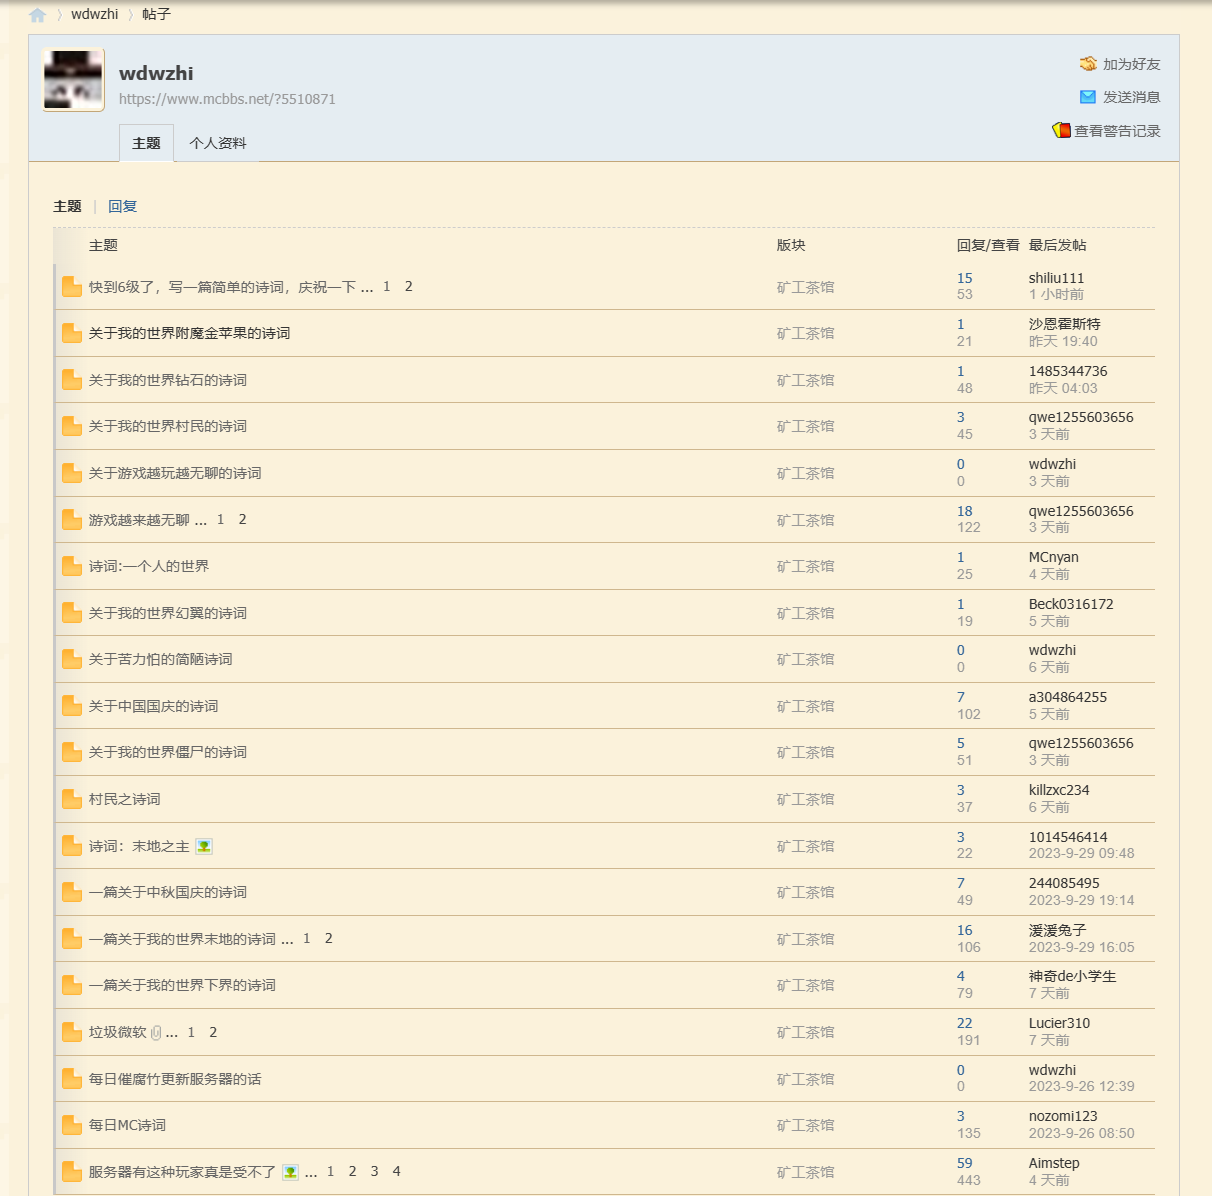 wdwzhi 帖子
wdwzhi
https://www.mcbbs.net/?5510871
加为好友
发送消息
查看警告记录
主题 个人资料
主题 | 回复
主题 版块 回复/查看 最后发帖
快到6级了，写一篇简单的诗词，庆祝一下 ... 1 2 矿工茶馆 15 shiliu111
53 1 小时前
关于我的世界附魔金苹果的诗词 矿工茶馆 1 沙恩霍斯特
21 昨天 19:40
关于我的世界钻石的诗词 矿工茶馆 1 1485344736
48 昨天 04:03
关于我的世界村民的诗词 矿工茶馆 3 qwe1255603656
45 3 天前
关于游戏越玩越无聊的诗词 矿工茶馆 0 wdwzhi
0 3 天前
游戏越来越无聊 ... 1 2 矿工茶馆 18 qwe1255603656
122 3 天前
诗词:一个人的世界 矿工茶馆 1 MCnyan
25 4 天前
关于我的世界幻翼的诗词 矿工茶馆 1 Beck0316172
19 5 天前
关于苦力怕的简陋诗词 矿工茶馆 0 wdwzhi
0 6 天前
关于中国国庆的诗词 矿工茶馆 7 a304864255
102 5 天前
关于我的世界僵尸的诗词 矿工茶馆 5 qwe1255603656
51 3 天前
村民之诗词 矿工茶馆 3 killzxc234
37 6 天前
诗词：末地之主 矿工茶馆 3 1014546414
22 2023-9-29 09:48
一篇关于中秋国庆的诗词 矿工茶馆 7 244085495
49 2023-9-29 19:14
一篇关于我的世界末地的诗词 ... 1 2 矿工茶馆 16 湲湲兔子
106 2023-9-29 16:05
一篇关于我的世界下界的诗词 矿工茶馆 4 神奇de小学生
79 7 天前
垃圾微软 ... 1 2 矿工茶馆 22 Lucier310
191 7 天前
每日催腐竹更新服务器的话 矿工茶馆 0 wdwzhi
0 2023-9-26 12:39
每日MC诗词 矿工茶馆 3 nozomi123
135 2023-9-26 08:50
服务器有这种玩家真是受不了 ... 1 2 3 4 矿工茶馆 59 Aimstep
443 4 天前